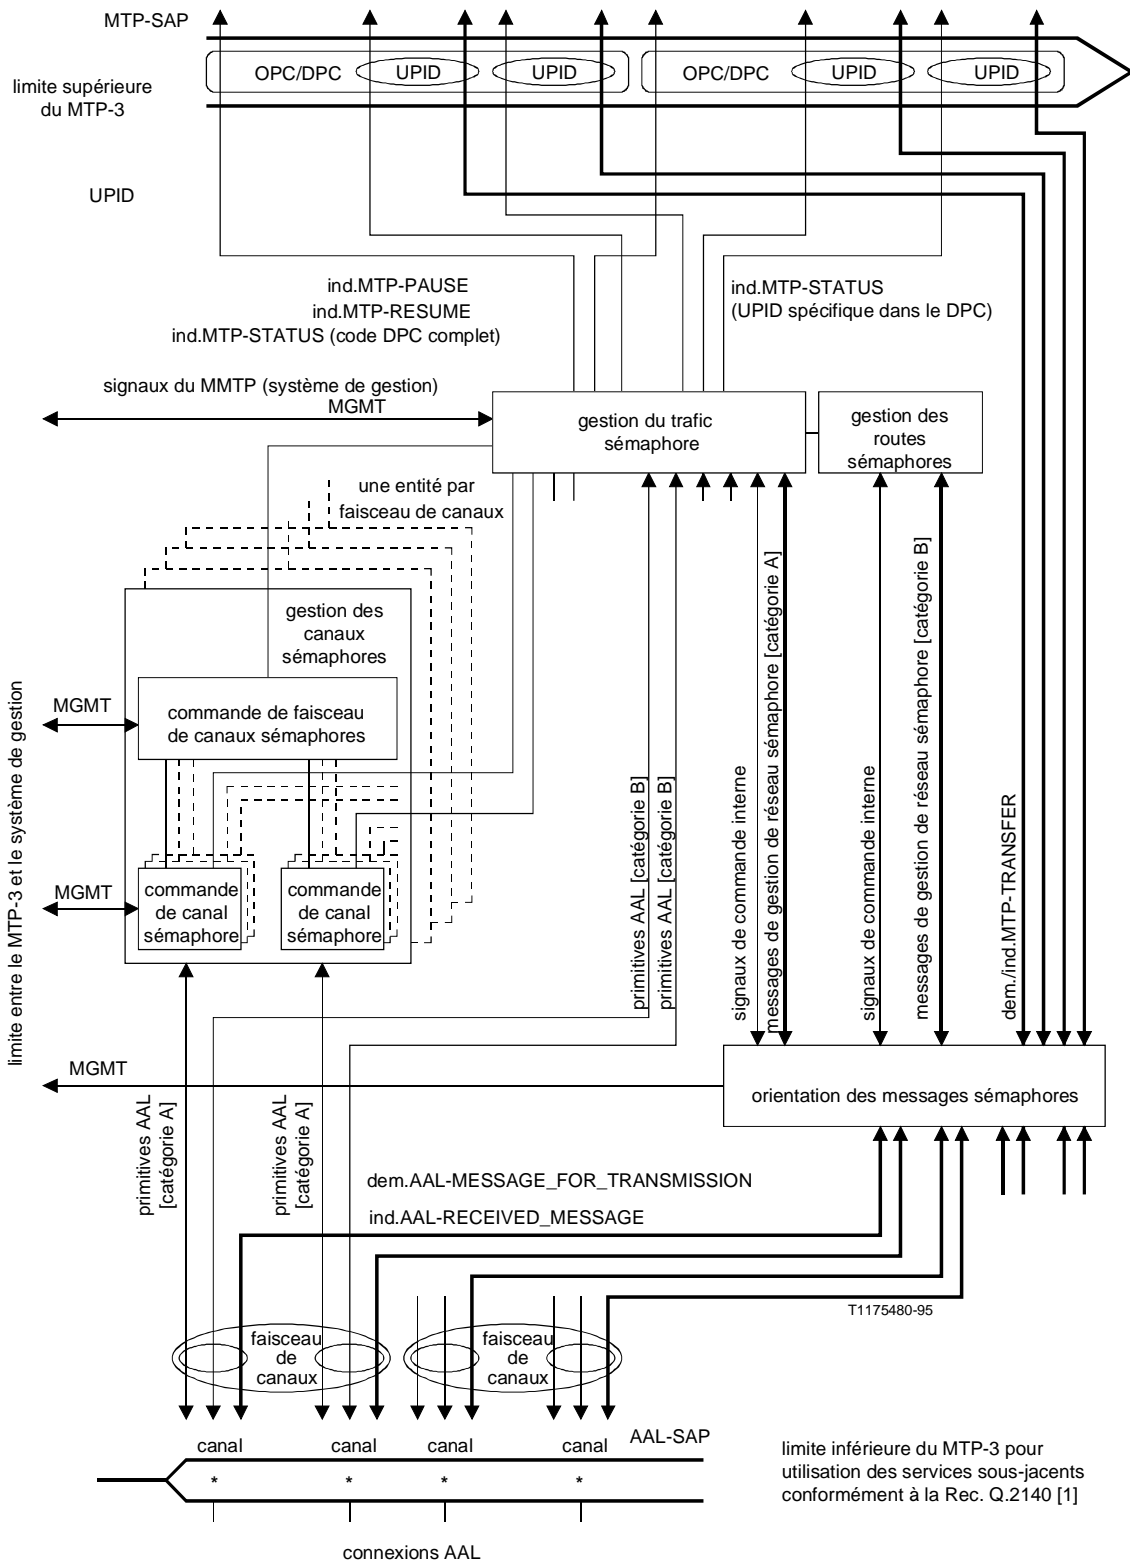 MTP-SAP
OPC/DPC
UPID
UPID
OPC/DPC
UPID
UPID
limite supérieure
du MTP-3
UPID
ind.MTP-PAUSE
ind.MTP-RESUME
ind.MTP-STATUS (code DPC complet)
ind.MTP-STATUS
(UPID spécifique dans le DPC)
signaux du MMTP (système de gestion)
MGMT
gestion du trafic
sémaphore
gestion des
routes
sémaphores
une entité par
faisceau de canaux
gestion des
canaux
sémaphores
MGMT
commande de faisceau
de canaux sémaphores
MGMT
commande
de canal
sémaphore
commande
de canal
sémaphore
limite entre le MTP-3 et le système de gestion
primitives AAL [catégorie B]
primitives AAL [catégorie B]
signaux de commande interne
messages de gestion de réseau sémaphore [catégorie A]
signaux de commande interne
messages de gestion de réseau sémaphore [catégorie B]
dem./ind.MTP-TRANSFER
MGMT
orientation des messages sémaphores
primitives AAL
[catégorie A]
primitives AAL
[catégorie A]
dem.AAL-MESSAGE_FOR_TRANSMISSION
ind.AAL-RECEIVED_MESSAGE
T1175480-95
faisceau
de
canaux
faisceau
de
canaux
canal
canal
canal
canal
AAL-SAP
* * * *
limite inférieure du MTP-3 pour
utilisation des services sous-jacents
conformément à la Rec. Q.2140 [1]
connexions AAL